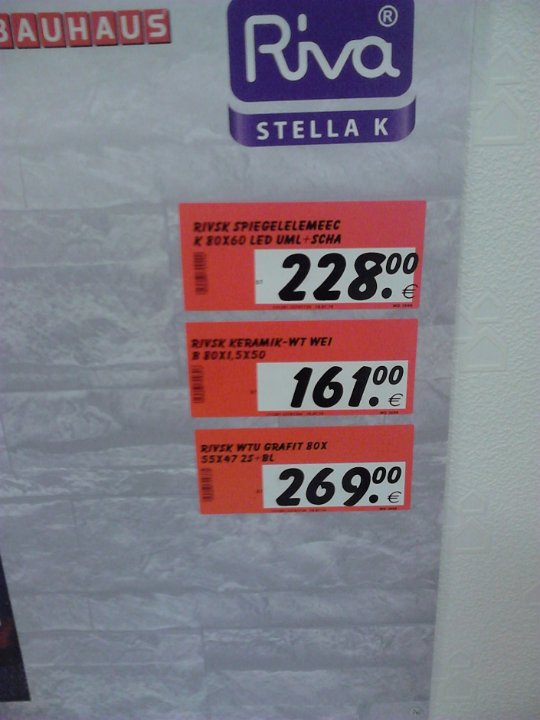 BAUHAUS
Riva®
STELLA K
RIVSK SPIEGELELEMEEC
K 80X60 LED UML+SCHA
228.00 €
RIVSK KERAMIK-WT WEI
B 80X1,5X50
161.00 €
RIVSK WTU GRAFIT 80X
55X47 2S+BL
269.00 €